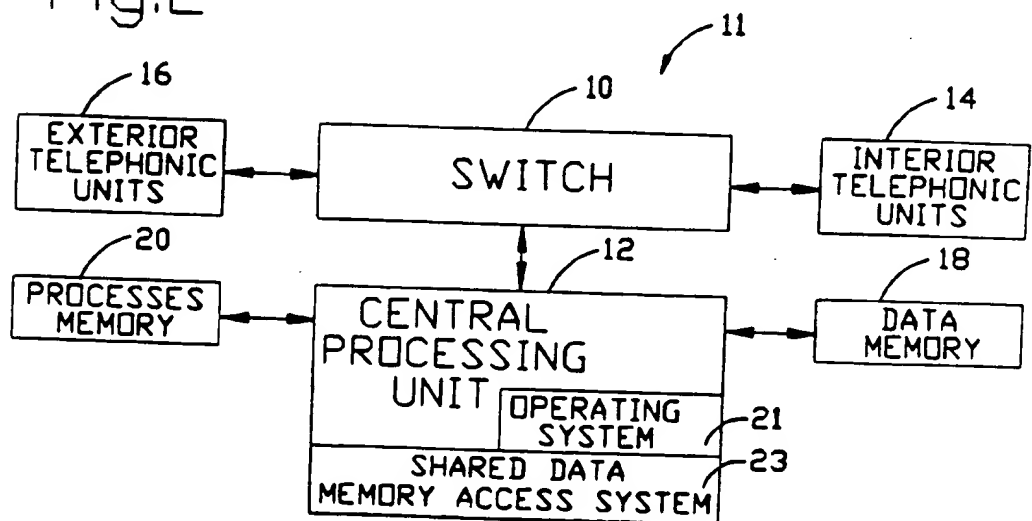 Fig.2
11
16
10
14
EXTERIOR
TELEPHONIC
UNITS
SWITCH
INTERIOR
TELEPHONIC
UNITS
20
12
18
PROCESSES
MEMORY
CENTRAL
PROCESSING
UNIT
DATA
MEMORY
OPERATING
SYSTEM
21
SHARED DATA
MEMORY ACCESS SYSTEM
23